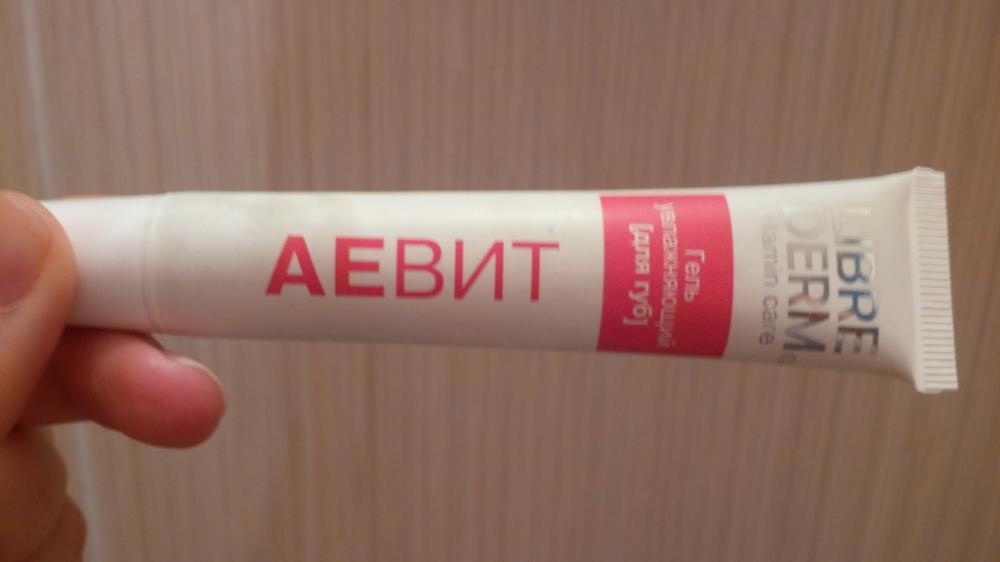 АЕВИТ
Гель
увлажняющий
[для губ]
LIBRE
DERM
vitamin care